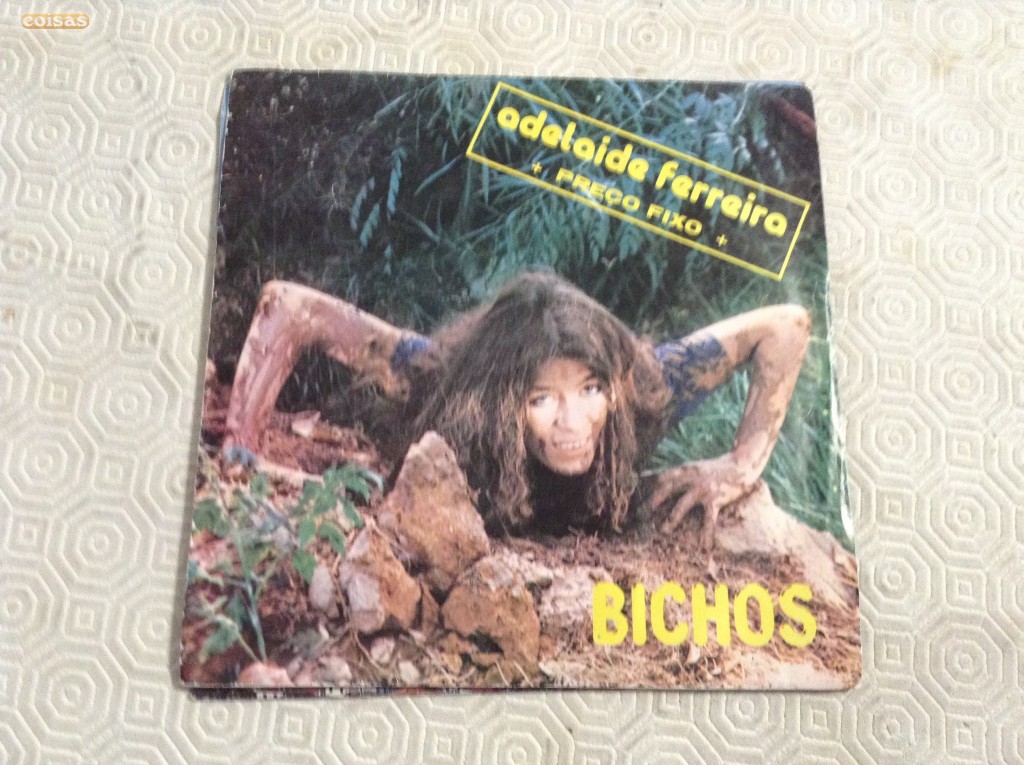 coisas
adelaide ferreira
+ PREÇO FIXO +
BICHOS